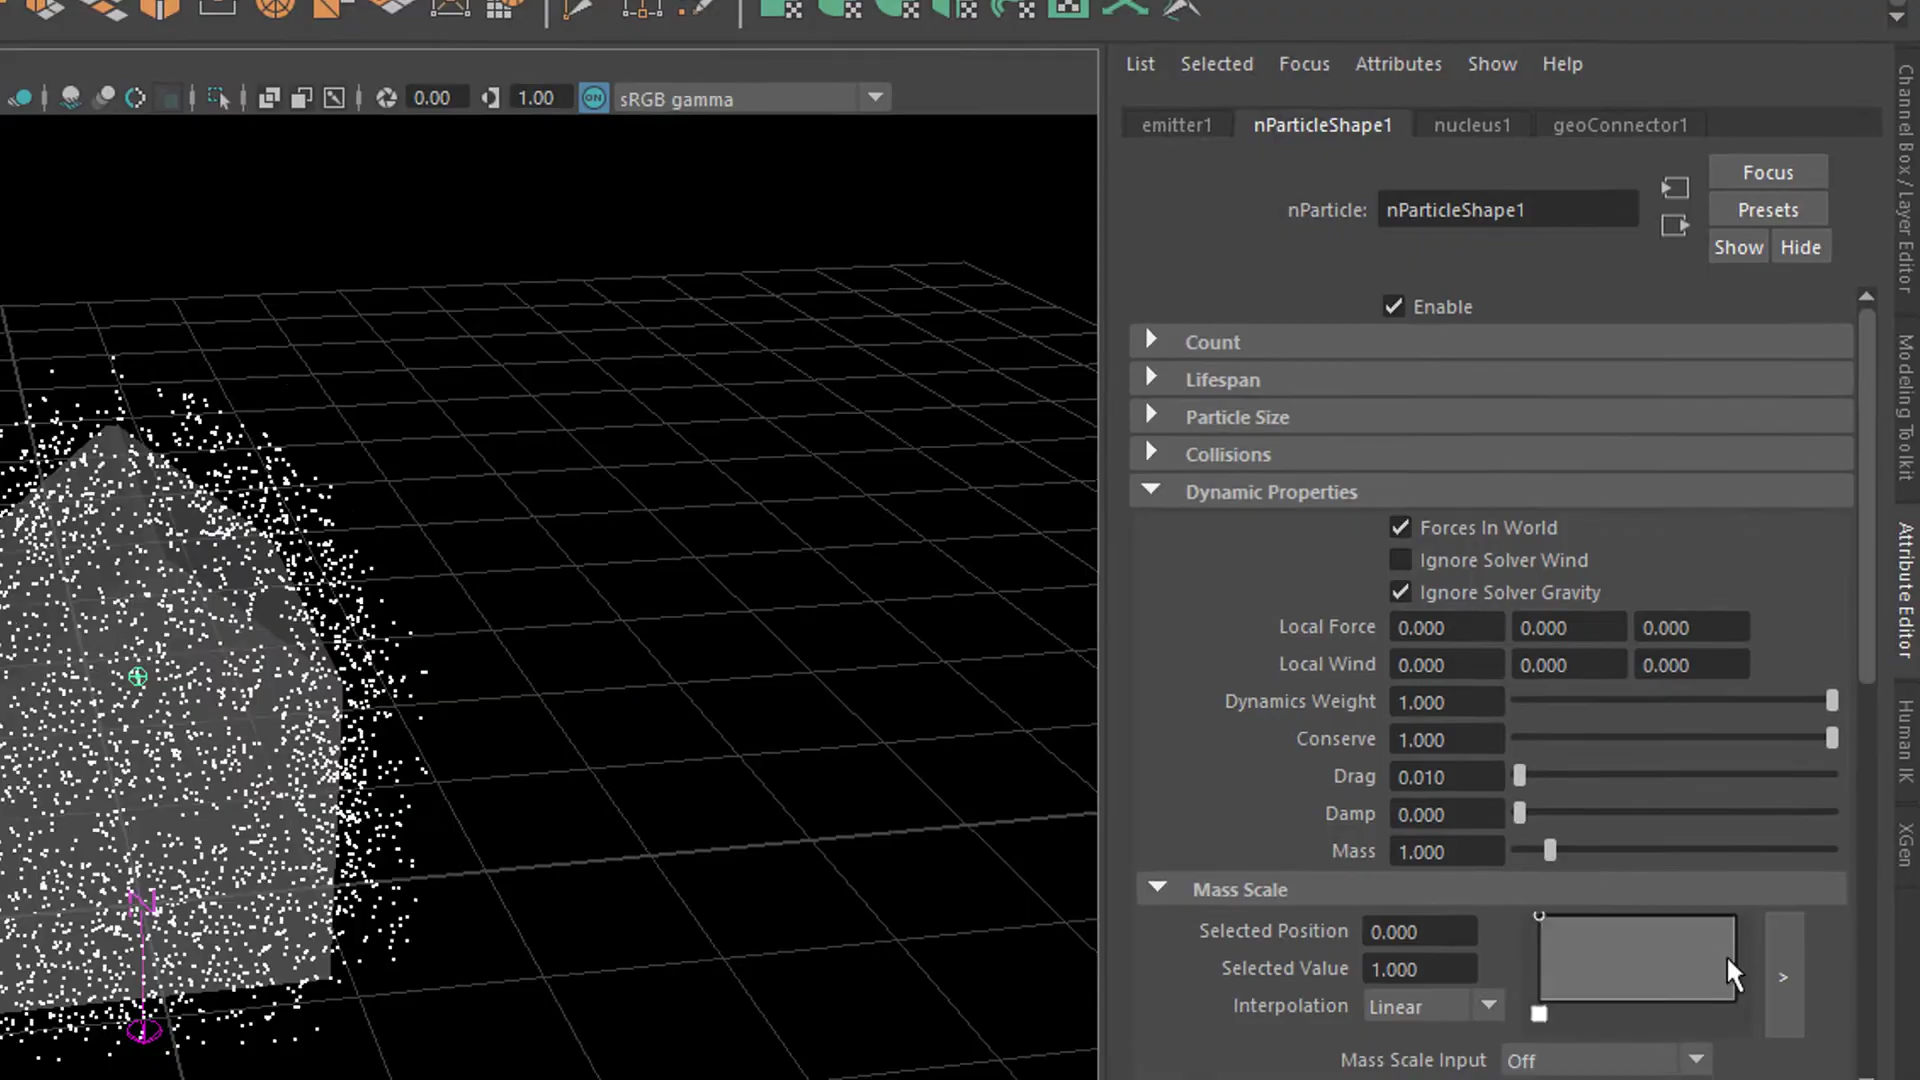 List Selected Focus Attributes Show Help
0.00 1.00 ON sRGB gamma
emitter1 nParticleShape1 nucleus1 geoConnector1
Focus
nParticle: nParticleShape1 Presets
Show Hide
Enable
Count
Lifespan
Particle Size
Collisions
Dynamic Properties
Forces In World
Ignore Solver Wind
Ignore Solver Gravity
Local Force 0.000 0.000 0.000
Local Wind 0.000 0.000 0.000
Dynamics Weight 1.000
Conserve 1.000
Drag 0.010
Damp 0.000
Mass 1.000
Mass Scale
Selected Position 0.000
Selected Value 1.000 >
Interpolation Linear
Mass Scale Input Off
N
Channel Box / Layer Editor
Modeling Toolkit
Attribute Editor
Human IK
XGen